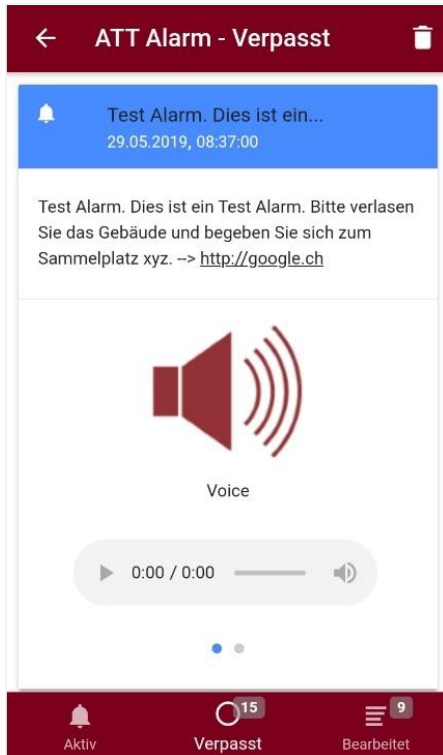 ATT Alarm - Verpasst
Test Alarm. Dies ist ein...
29.05.2019, 08:37:00
Test Alarm. Dies ist ein Test Alarm. Bitte verlasen
Sie das Gebäude und begeben Sie sich zum
Sammelplatz xyz. --> http://google.ch
Voice
0:00 / 0:00
15
9
Aktiv
Verpasst
Bearbeitet